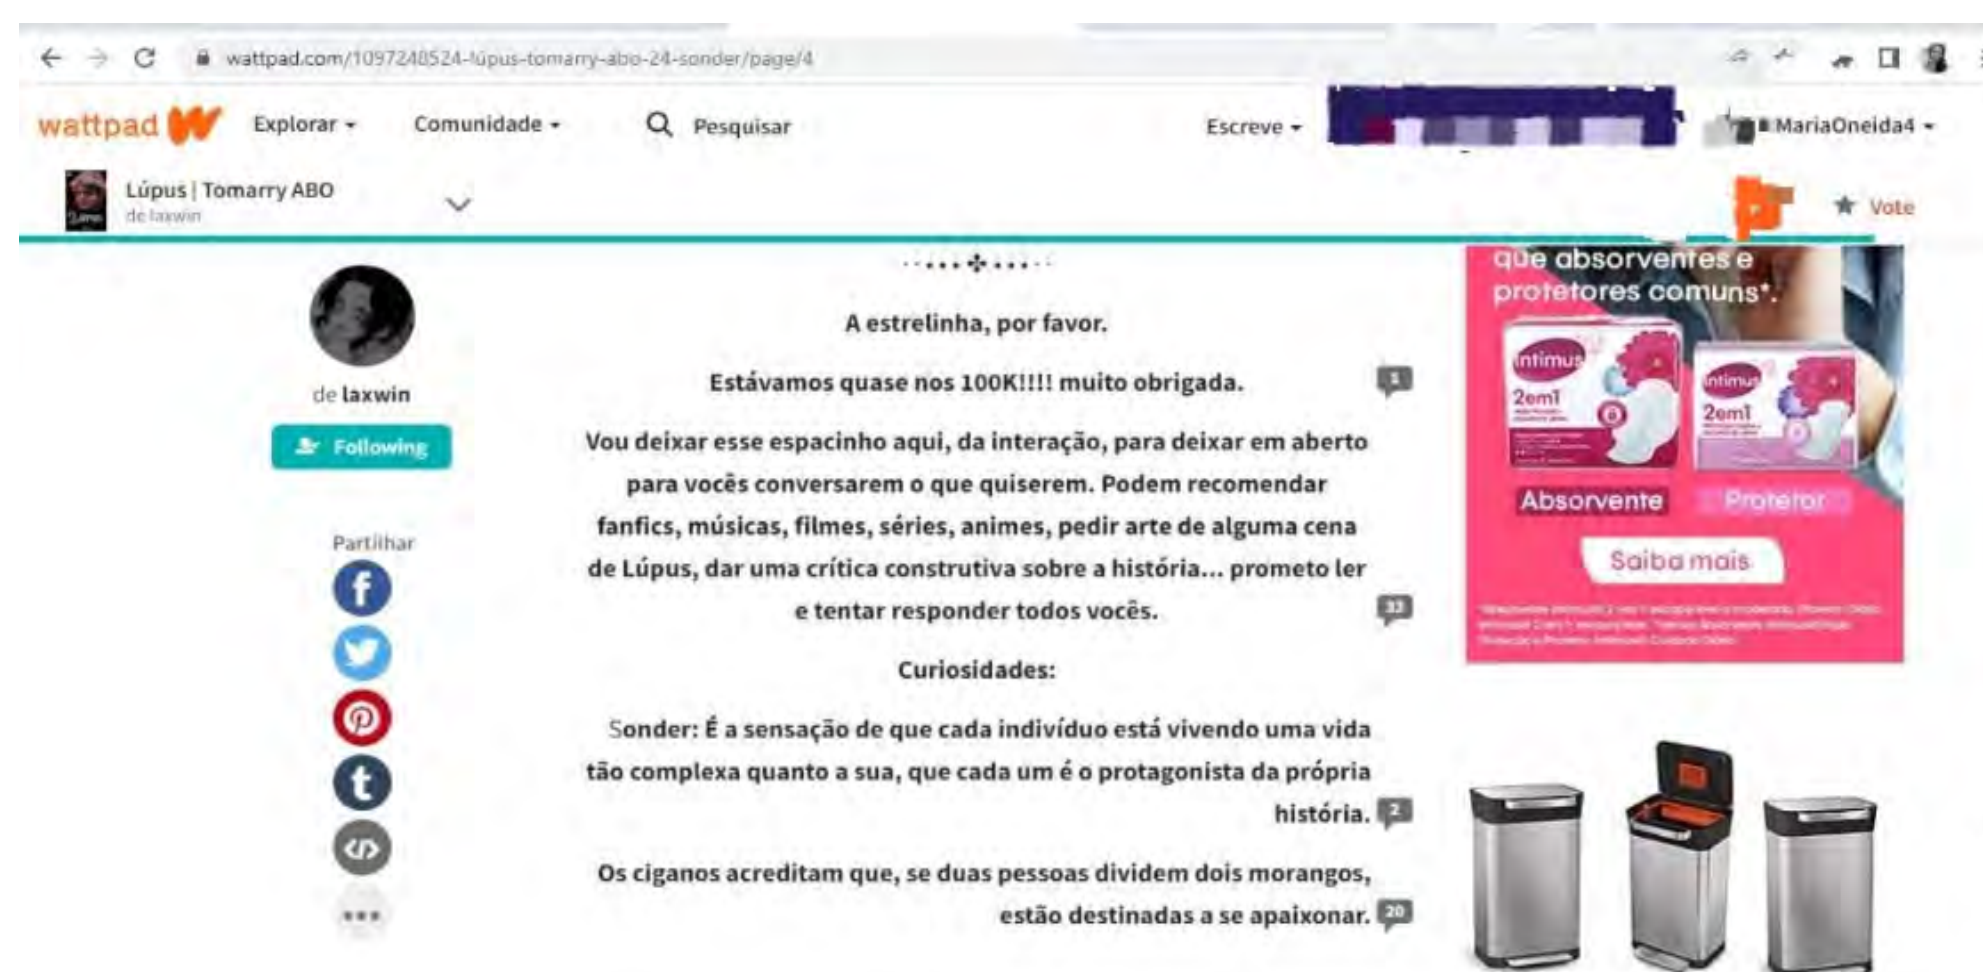 wattpad.com/1097248524-lúpus-tomarry-abo-24-sonder/page/4
wattpad
Explorar
Comunidade
Pesquisar
Escreve
MariaOneida4
Lúpus | Tomarry ABO
de laxwin
Vote
de laxwin
Following
Partilhar
A estrelinha, por favor.
Estávamos quase nos 100K!!!! muito obrigada.
1
Vou deixar esse espacinho aqui, da interação, para deixar em aberto
para vocês conversarem o que quiserem. Podem recomendar
fanfics, músicas, filmes, séries, animes, pedir arte de alguma cena
de Lúpus, dar uma crítica construtiva sobre a história... prometo ler
e tentar responder todos vocês.
33
Curiosidades:
Sonder: É a sensação de que cada indivíduo está vivendo uma vida
tão complexa quanto a sua, que cada um é o protagonista da própria
história. 2
Os ciganos acreditam que, se duas pessoas dividem dois morangos,
estão destinadas a se apaixonar. 20
que absorventes e
protetores comuns*.
Intimus
2em1
Intimus
2em1
Absorvente
Protetor
Saiba mais